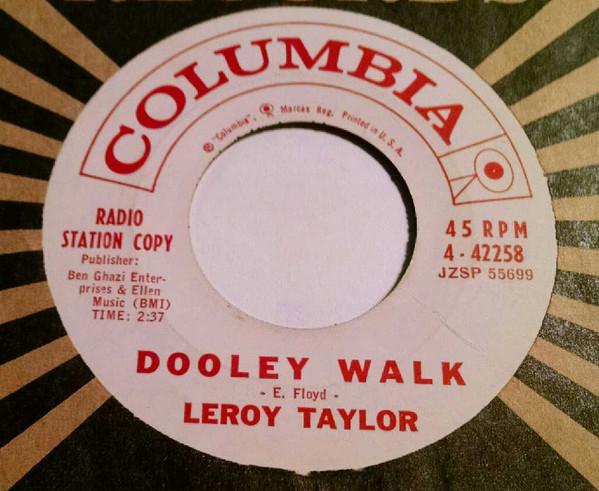 COLUMBIA
® "Columbia", Marcas Reg. Printed in U. S. A.
RADIO
STATION COPY
Publisher:
Ben Ghazi Enter-
prises & Ellen
Music (BMI)
TIME: 2:37
45 RPM
4-42258
JZSP 55699
DOOLEY WALK
- E. Floyd -
LEROY TAYLOR